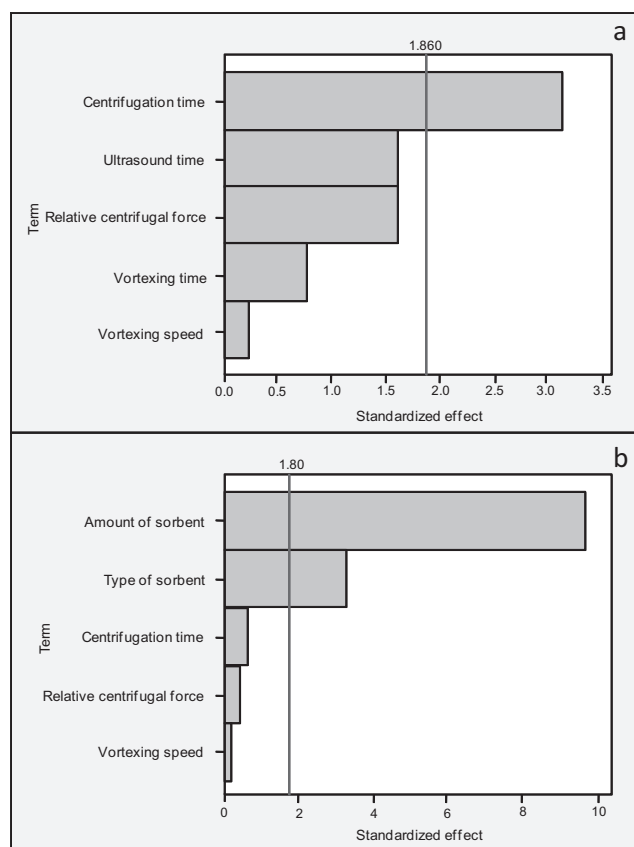 a
1.860
Centrifugation time
Ultrasound time
Relative centrifugal force
Vortexing time
Vortexing speed
Term
0.0 0.5 1.0 1.5 2.0 2.5 3.0 3.5
Standardized effect
b
1.80
Amount of sorbent
Type of sorbent
Centrifugation time
Relative centrifugal force
Vortexing speed
Term
0 2 4 6 8 10
Standardized effect